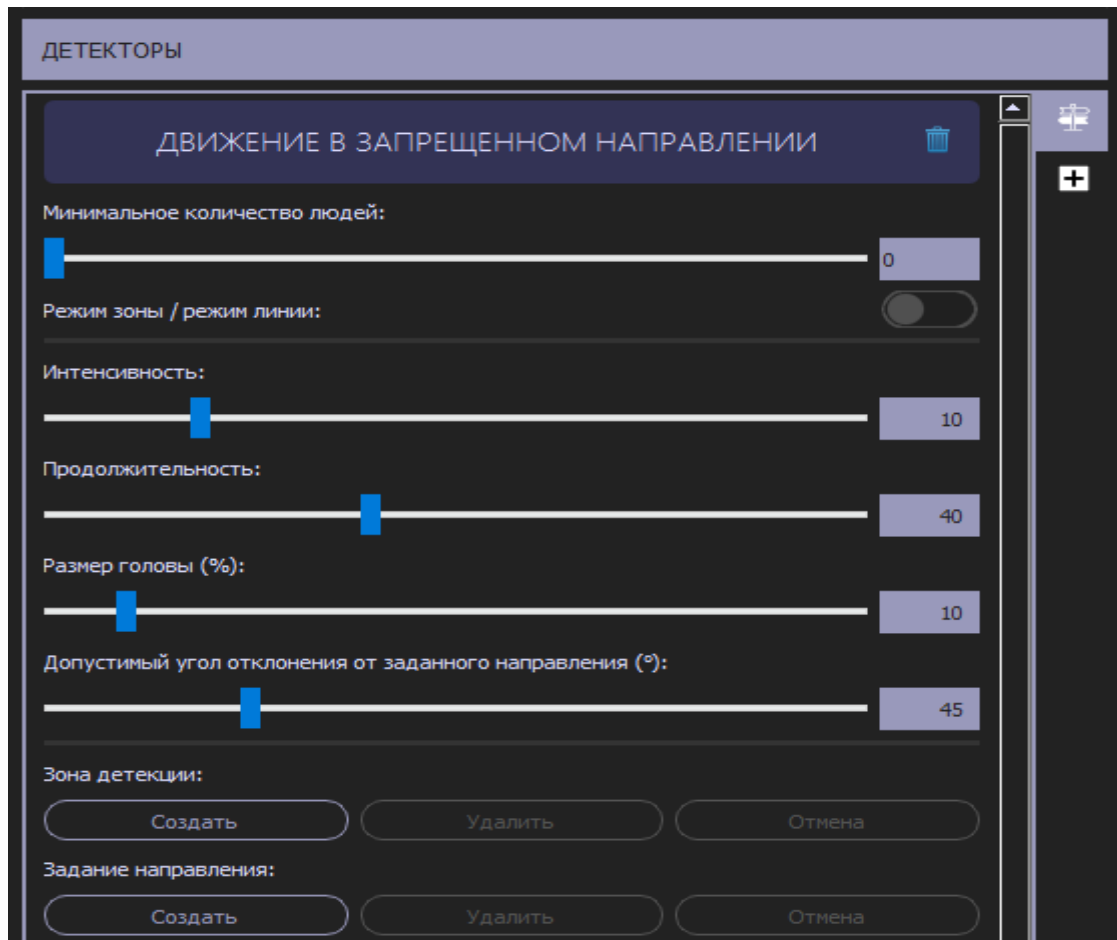 ДЕТЕКТОРЫ
ДВИЖЕНИЕ В ЗАПРЕЩЕННОМ НАПРАВЛЕНИИ
Минимальное количество людей:
0
Режим зоны / режим линии:
Интенсивность:
10
Продолжительность:
40
Размер головы (%):
10
Допустимый угол отклонения от заданного направления (º):
45
Зона детекции:
Создать Удалить Отмена
Задание направления:
Создать Удалить Отмена